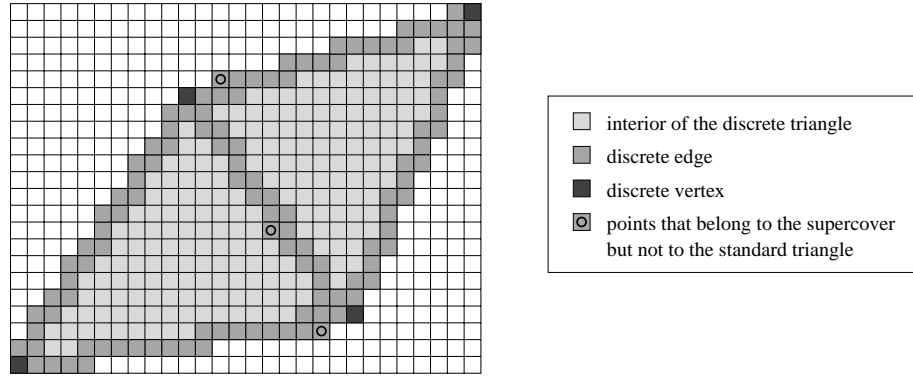 interior of the discrete triangle
discrete edge
discrete vertex
points that belong to the supercover
but not to the standard triangle